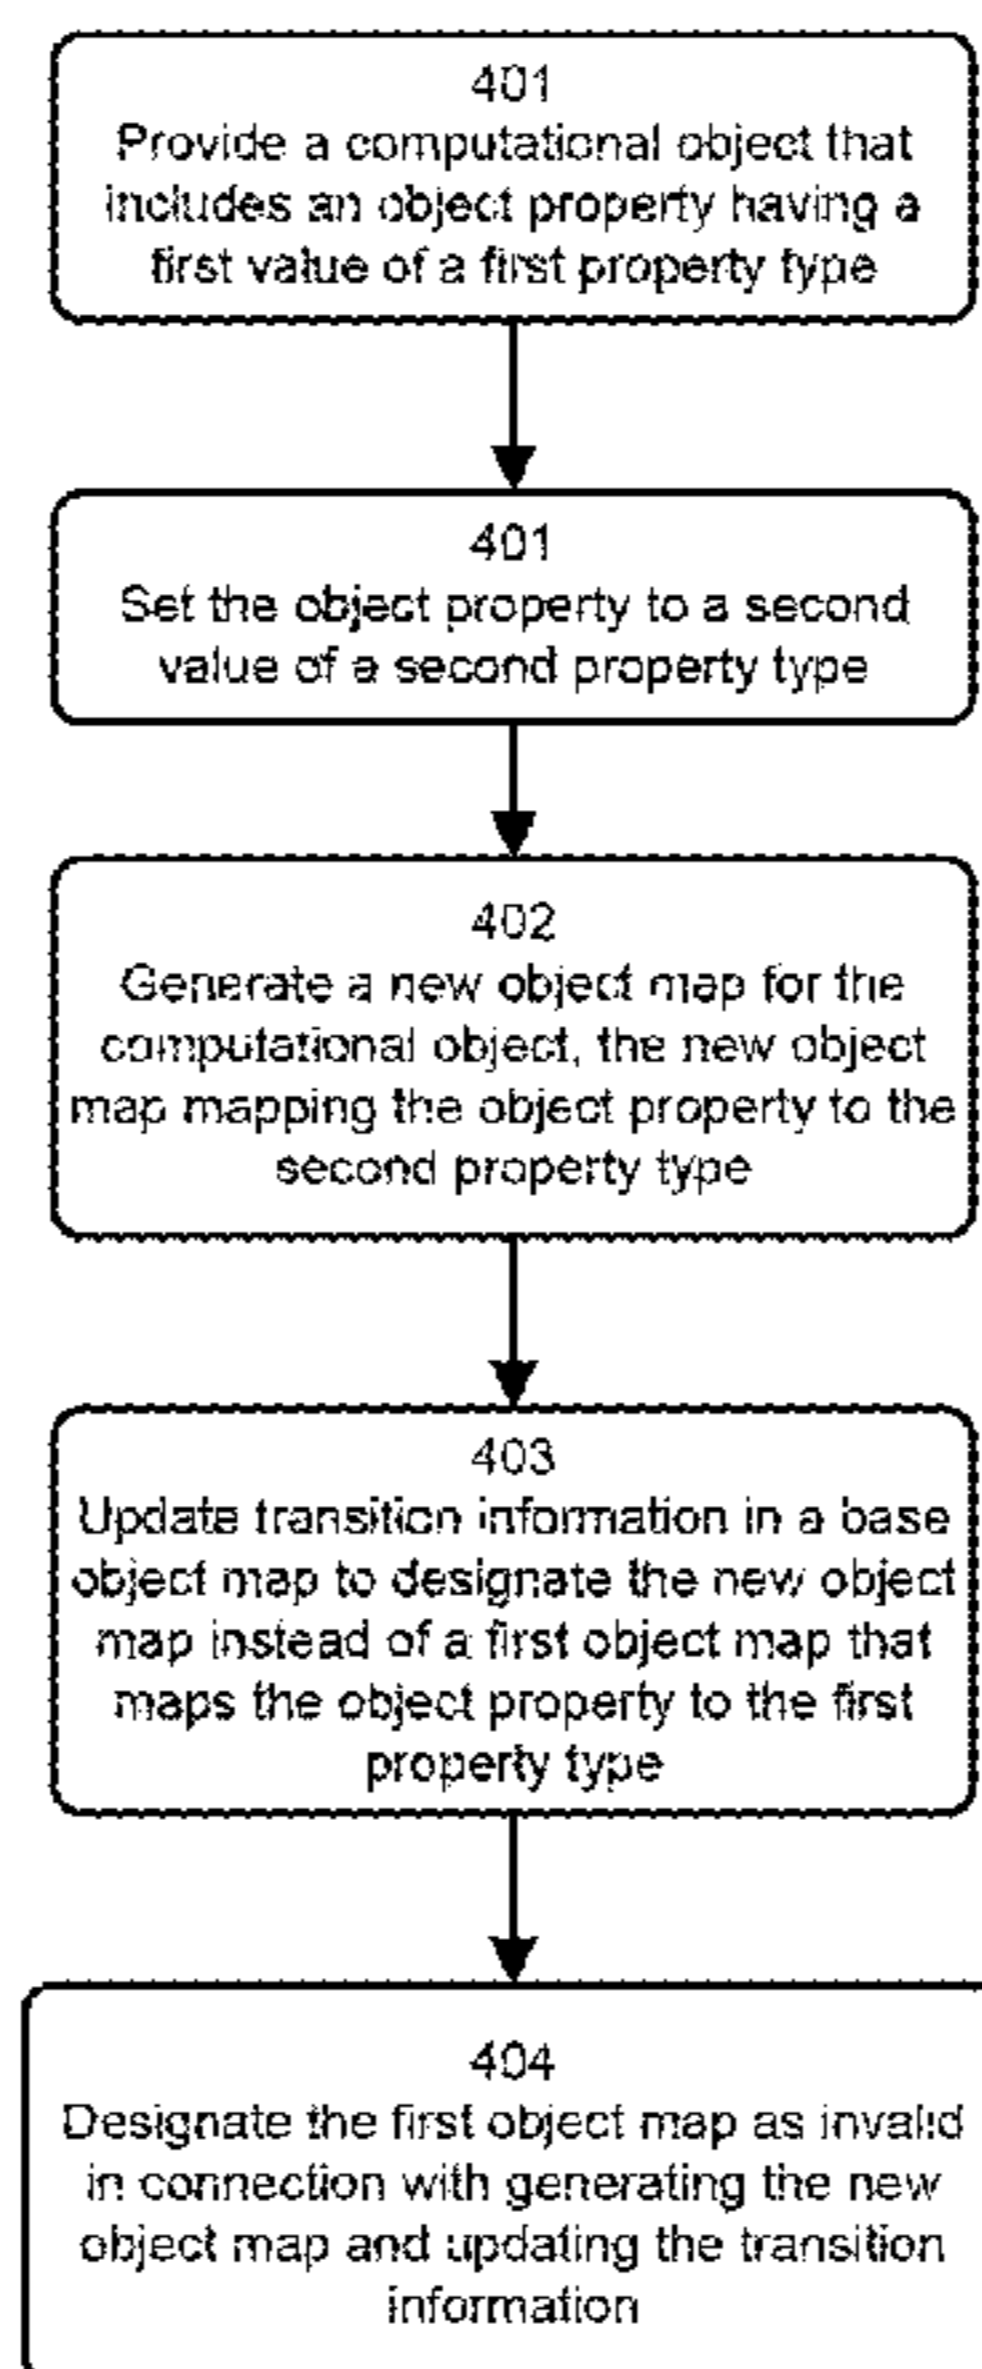 401
Provide a computational object that
includes an object property having a
first value of a first property type
401
Set the object property to a second
value of a second property type
402
Generate a new object map for the
computational object, the new object
map mapping the object property to the
second property type
403
Update transition information in a base
object map to designate the new object
map instead of a first object map that
maps the object property to the first
property type
404
Designate the first object map as invalid
in connection with generating the new
object map and updating the transition
information